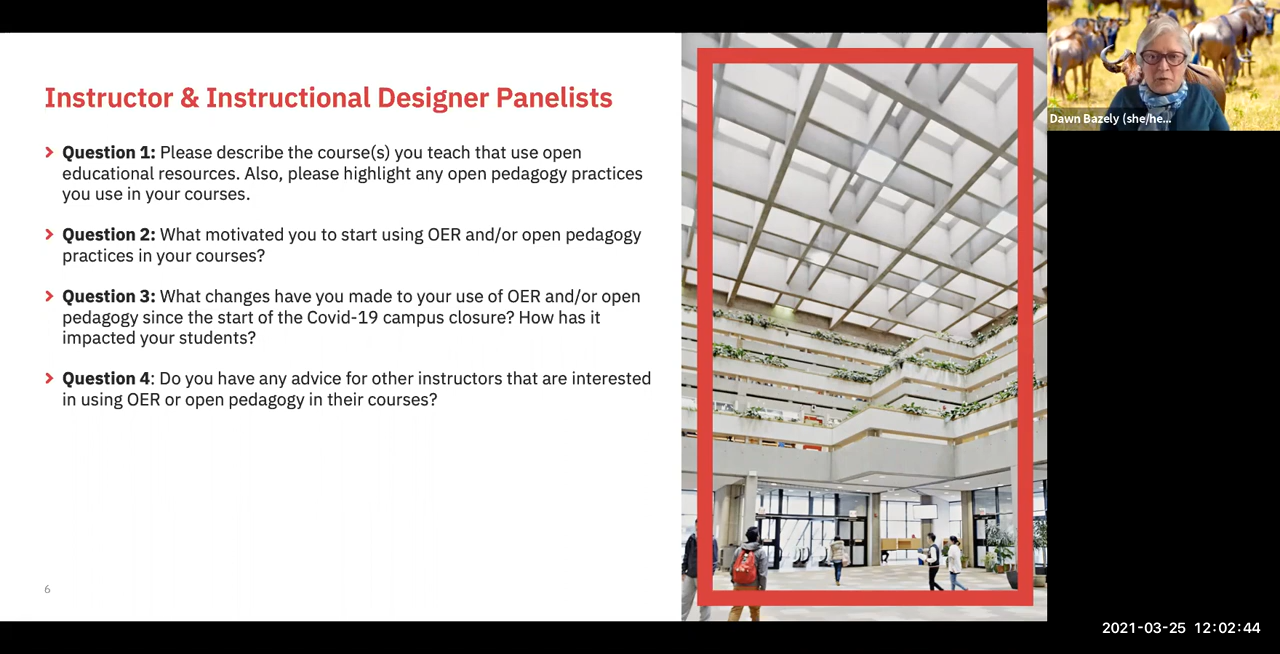 Instructor & Instructional Designer Panelists
Question 1: Please describe the course(s) you teach that use open
educational resources. Also, please highlight any open pedagogy practices
you use in your courses.
Question 2: What motivated you to start using OER and/or open pedagogy
practices in your courses?
Question 3: What changes have you made to your use of OER and/or open
pedagogy since the start of the Covid-19 campus closure? How has it
impacted your students?
Question 4: Do you have any advice for other instructors that are interested
in using OER or open pedagogy in their courses?
6
Dawn Bazely (she/he...
2021-03-25 12:02:44